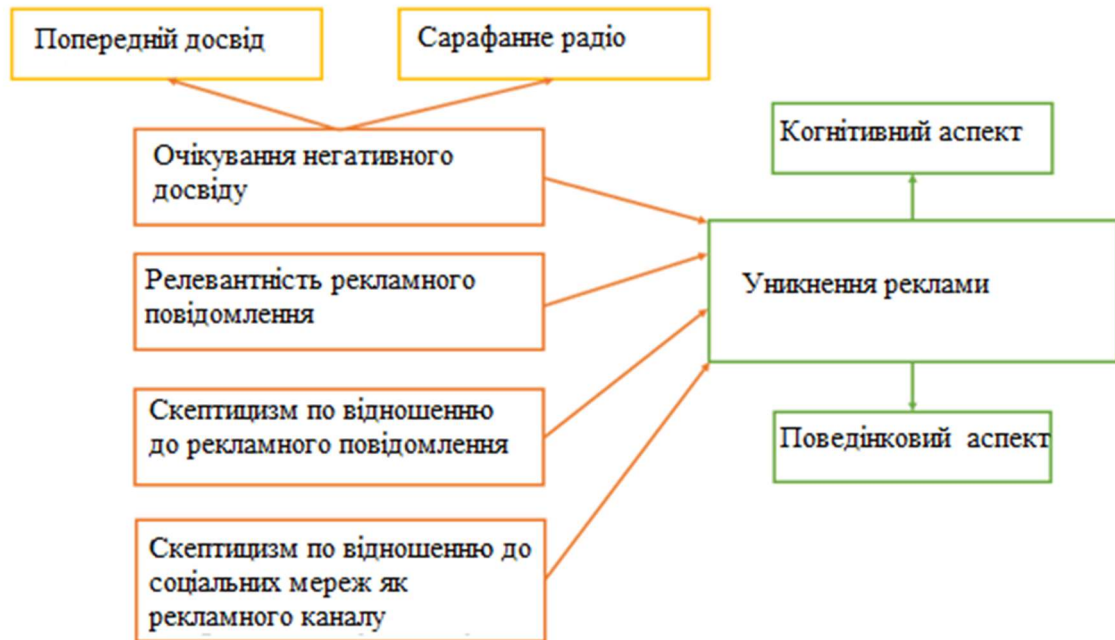 Попередній досвід
Сарафанне радіо
Очікування негативного
досвіду
Релевантність рекламного
повідомлення
Скептицизм по відношенню
до рекламного повідомлення
Скептицизм по відношенню до
соціальних мереж як
рекламного каналу
Когнітивний аспект
Уникнення реклами
Поведінковий аспект